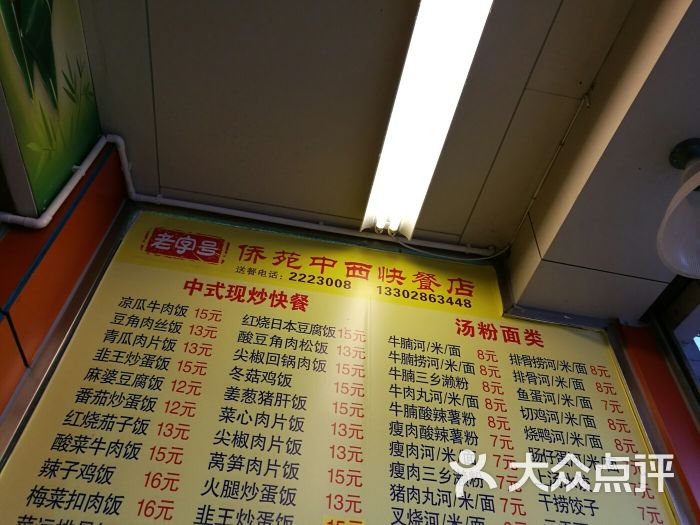 老字号
侨苑中西快餐店
送餐电话：2223008 13302863448
中式现炒快餐
凉瓜牛肉饭 15元
豆角肉丝饭 13元
青瓜肉片饭 13元
韭王炒蛋饭 15元
麻婆豆腐饭 12元
番茄炒蛋饭 12元
红烧茄子饭 13元
酸菜牛肉饭 15元
辣子鸡饭 16元
梅菜扣肉饭 16元
红烧日本豆腐饭 15元
酸豆角肉松饭 13元
尖椒回锅肉饭 15元
冬菇鸡饭 15元
姜葱猪肝饭 15元
菜心肉片饭 13元
尖椒肉片饭 13元
莴笋肉片饭 15元
火腿炒蛋饭 13元
韭王炒蛋饭
汤粉面类
牛腩河/米/面 8元
牛腩捞河/米/面 8元
牛腩三乡濑粉 8元
牛肉丸河/米/面 8元
牛腩酸辣薯粉 8元
瘦肉酸辣薯粉 7元
瘦肉河/米/面 7元
瘦肉三乡
猪肉丸河/米/面 7元
叉烧河/米/面
排骨捞河/米/面 8元
排骨河/米/面 8元
鱼蛋河/米/面 7元
切鸡河/米/面 8元
烧鸭河/米/面 8元
河/米/面
干捞饺子 7元
大众点评